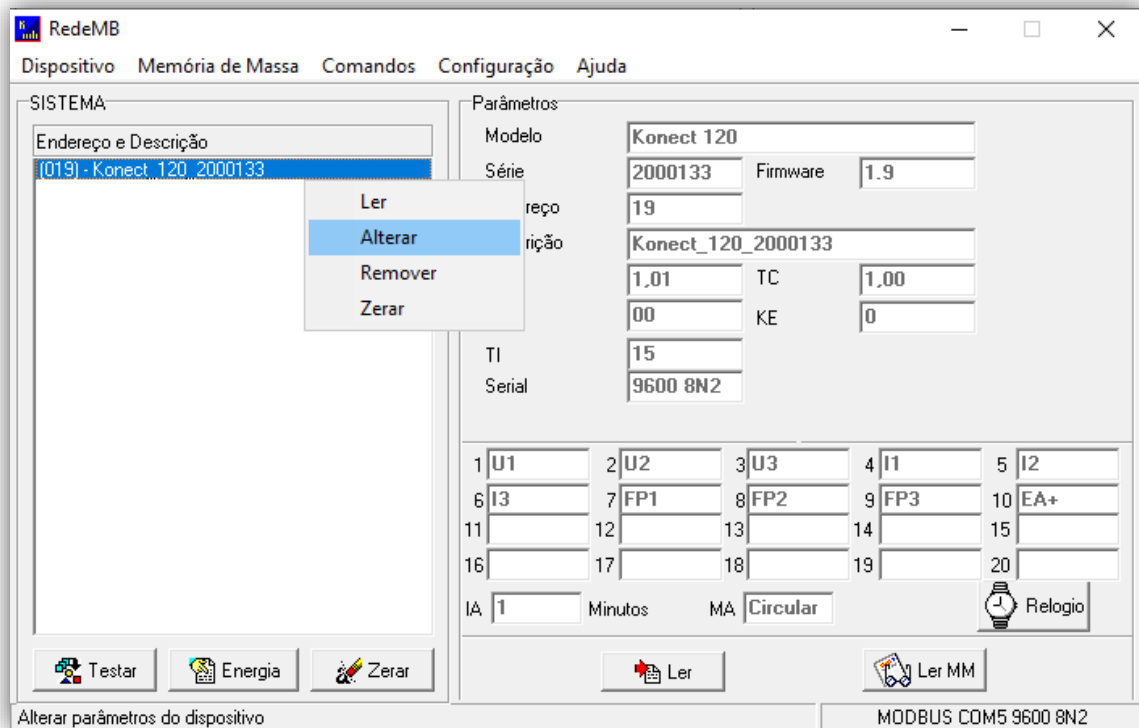 RedeMB
Dispositivo Memória de Massa Comandos Configuração Ajuda
SISTEMA
Endereço e Descrição
(019) - Konect_120_2000133
Ler
Alterar
Remover
Zerar
Testar Energia Zerar
Parâmetros
Modelo Konect 120
Série 2000133 Firmware 1.9
reço 19
rição Konect_120_2000133
1,01 TC 1,00
00 KE 0
TI 15
Serial 9600 8N2
1 U1 2 U2 3 U3 4 I1 5 I2
6 I3 7 FP1 8 FP2 9 FP3 10 EA+
11 12 13 14 15
16 17 18 19 20
IA 1 Minutos MA Circular Relogio
Ler Ler MM
Alterar parâmetros do dispositivo MODBUS COM5 9600 8N2